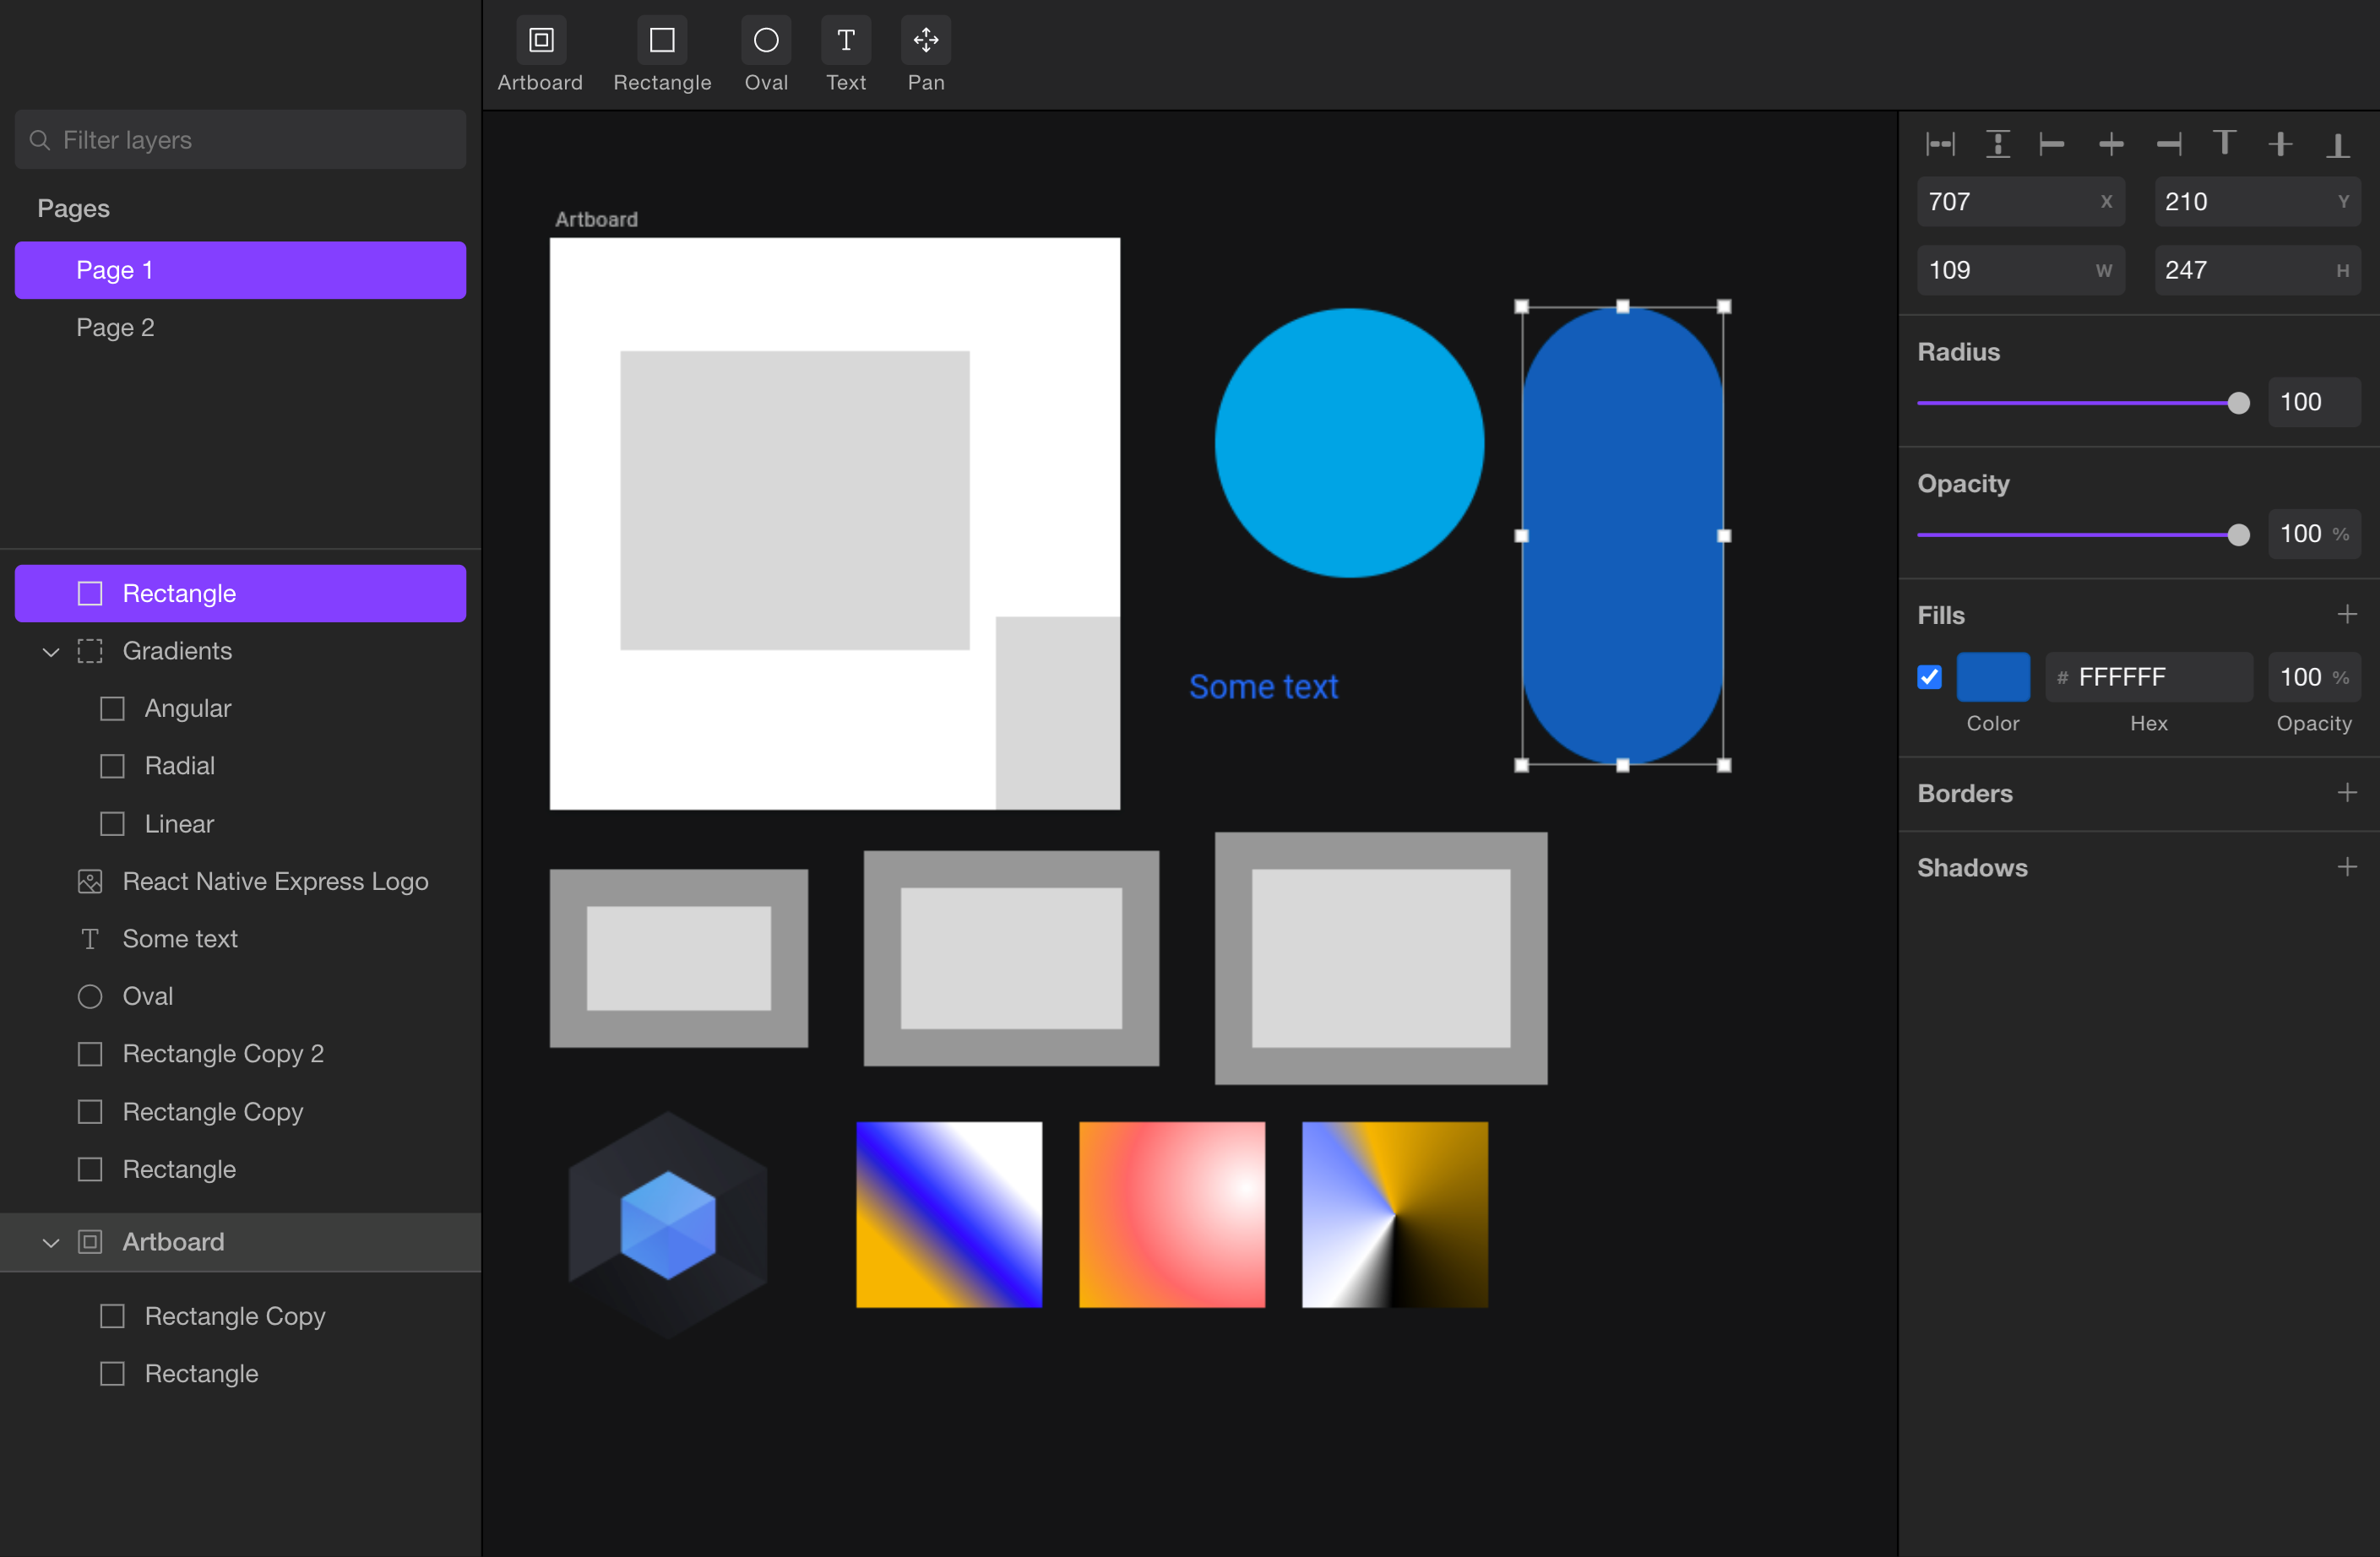 Artboard Rectangle Oval Text Pan
Filter layers
Pages
Page 1
Page 2
Rectangle
Gradients
Angular
Radial
Linear
React Native Express Logo
Some text
Oval
Rectangle Copy 2
Rectangle Copy
Rectangle
Artboard
Rectangle Copy
Rectangle
Artboard
Some text
707 X 210 Y
109 W 247 H
Radius
100
Opacity
100 %
Fills
# FFFFFF 100 %
Color Hex Opacity
Borders
Shadows